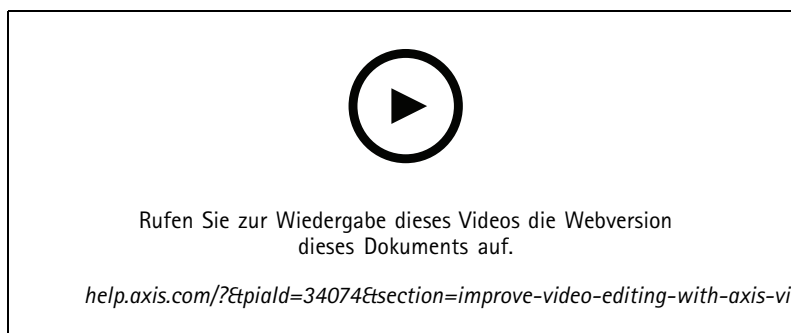 Rufen Sie zur Wiedergabe dieses Videos die Webversion
dieses Dokuments auf.
help.axis.com/?&piaId=34074&section=improve-video-editing-with-axis-vi